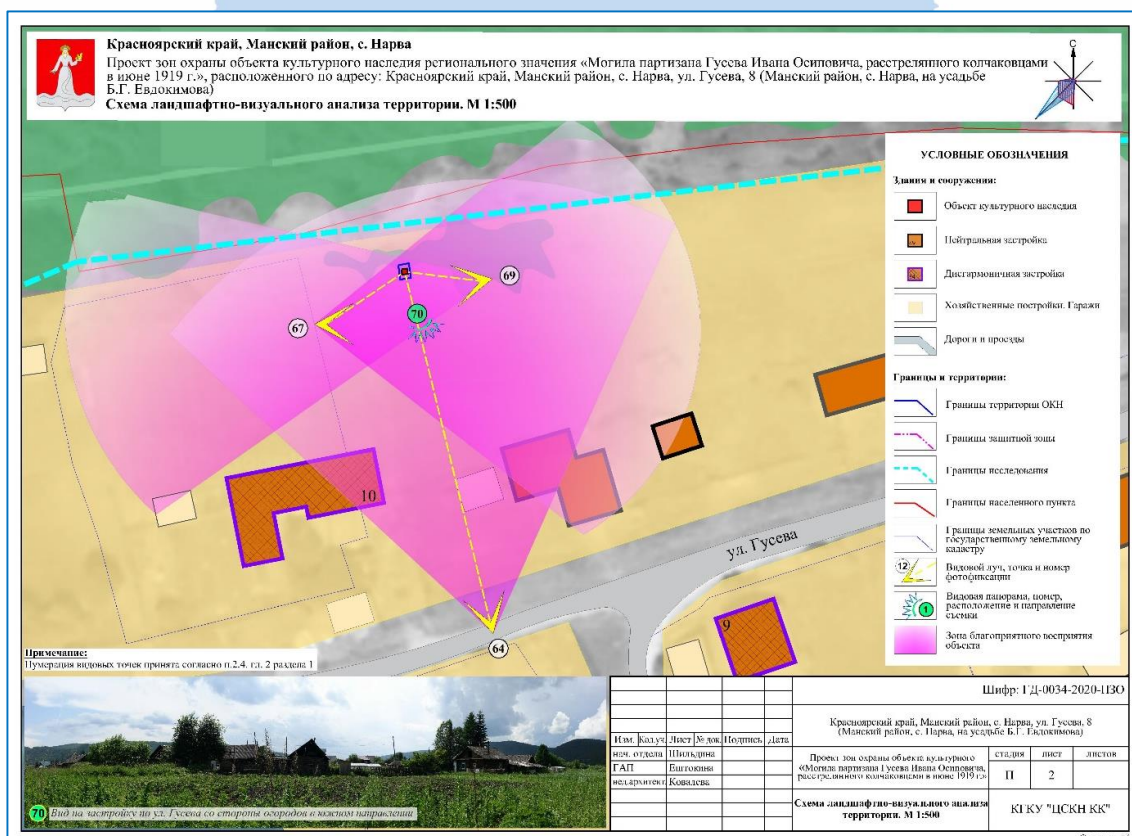 Красноярский край, Манский район, с. Нарва
Проект зон охраны объекта культурного наследия регионального значения «Могила партизана Гусева Ивана Осиповича, расстрелянного колчаковцами
в июне 1919 г.», расположенного по адресу: Красноярский край, Манский район, с. Нарва, ул. Гусева, 8 (Манский район, с. Нарва, на усадьбе
Б.Г. Евдокимова)
Схема ландшафтно-визуального анализа территории. М 1:500
С
УСЛОВНЫЕ ОБОЗНАЧЕНИЯ
Здания и сооружения:
Объект культурного наследия
Нейтральная застройка
Дисгармоничная застройка
Хозяйственные постройки. Гаражи
Дороги и проезды
Границы и территории:
Границы территории ОКН
Границы защитной зоны
Границы исследования
Границы населенного пункта
Границы земельных участков по
государственному земельному
кадастру
12
Видовой луч, точка и номер
фотофиксации
1
Видовая панорама, номер,
расположение и направление
съемки
Зона благоприятного восприятия
объекта
69
67
70
10
ул. Гусева
64
9
Примечание:
Нумерация видовых точек принята согласно п.2.4. гл. 2 раздела 1
70 Вид на застройку по ул. Гусева со стороны огородов в южном направлении
Шифр: ГД-0034-2020-ПЗО
Красноярский край, Манский район, с. Нарва, ул. Гусева, 8
(Манский район, с. Нарва, на усадьбе Б.Г. Евдокимова)
Изм. Кол.уч. Лист № док. Подпись Дата
нач. отдела Шильдина
ГАП Ештокина
вед.архитект. Ковалева
Проект зон охраны объекта культурного
«Могила партизана Гусева Ивана Осиповича,
расстрелянного колчаковцами в июне 1919 г.»
стадия лист листов
П 2
Схема ландшафтно-визуального анализа
территории. М 1:500
КГКУ "ЦСКН КК"